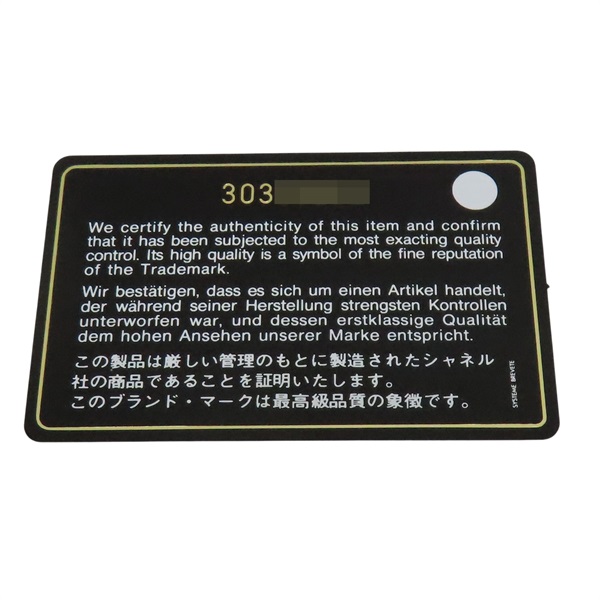 303
We certify the authenticity of this item and confirm
that it has been subjected to the most exacting quality
control. Its high quality is a symbol of the fine reputation
of the Trademark.
Wir bestätigen, dass es sich um einen Artikel handelt,
der während seiner Herstellung strengsten Kontrollen
unterworfen war, und dessen erstklassige Qualität
dem hohen Ansehen unserer Marke entspricht.
この製品は厳しい管理のもとに製造されたシャネル
社の商品であることを証明いたします。
このブランド・マークは最高級品質の象徴です。
SYSTEME BREVETE